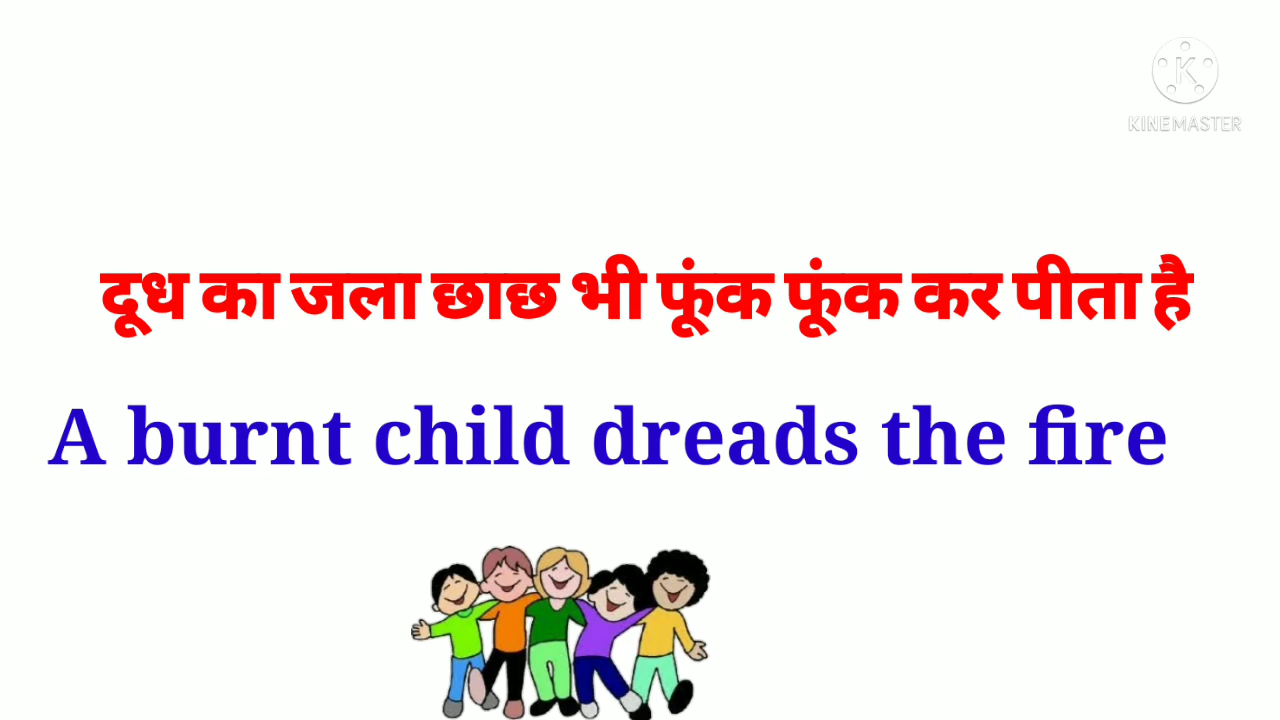 K
KINEMASTER
दूध का जला छाछ भी फूंक फूंक कर पीता है
A burnt child dreads the fire